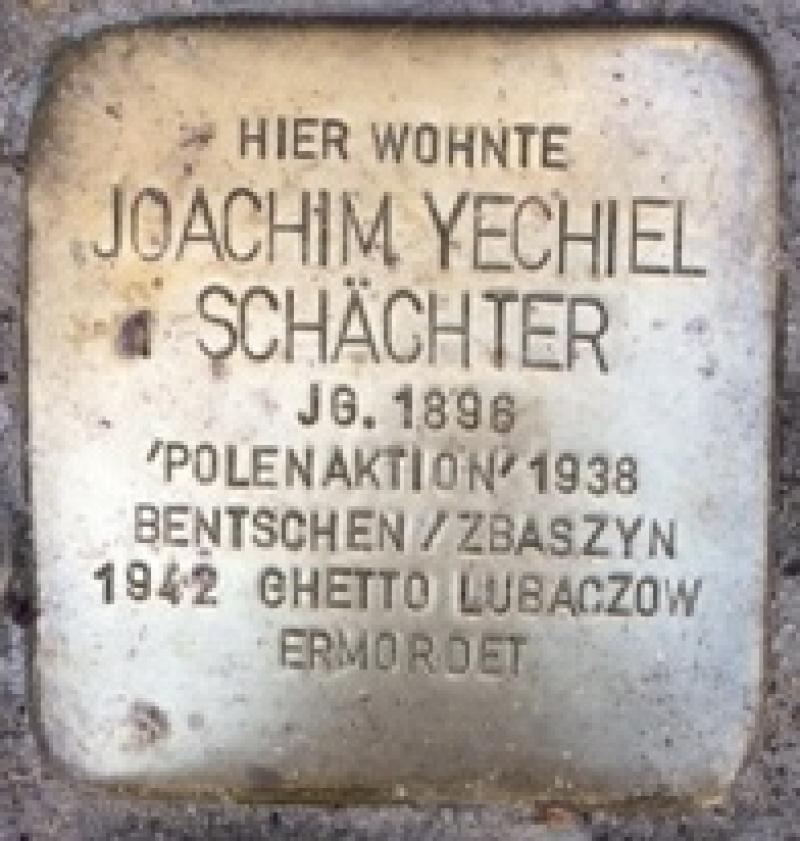 HIER WOHNTE
JOACHIM YECHIEL
SCHÄCHTER
JG. 1896
'POLENAKTION' 1938
BENTSCHEN / ZBASZYN
1942 GHETTO LUBACZOW
ERMORDET